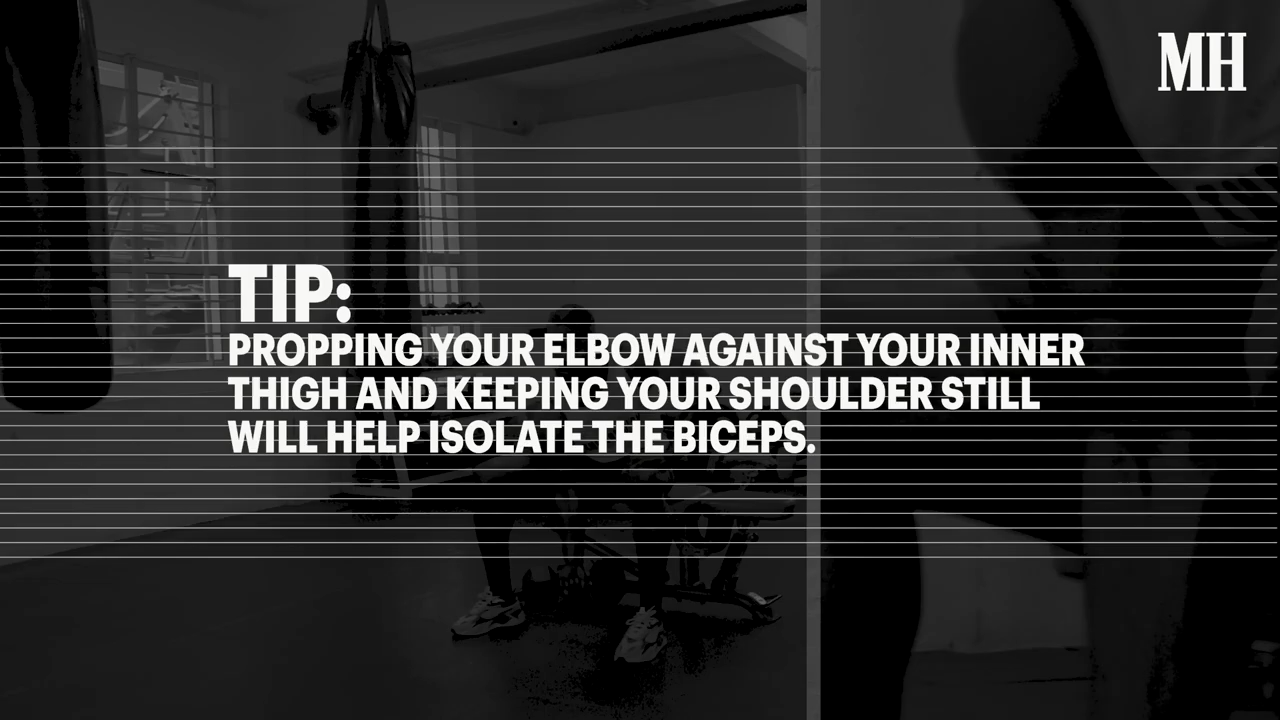 MH
TIP:
PROPPING YOUR ELBOW AGAINST YOUR INNER
THIGH AND KEEPING YOUR SHOULDER STILL
WILL HELP ISOLATE THE BICEPS.